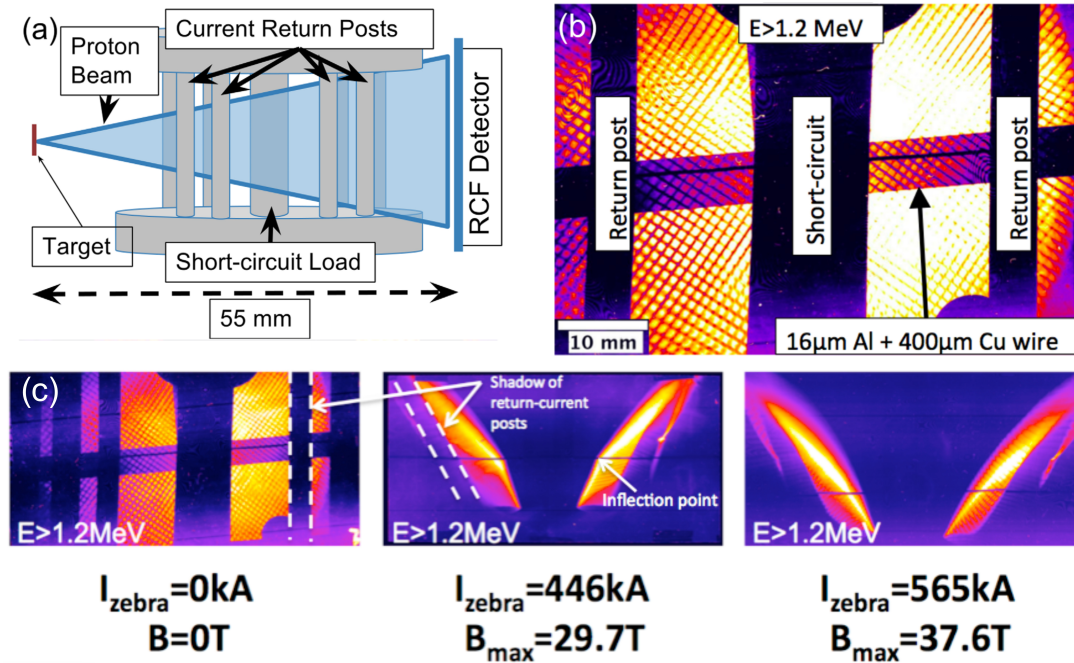 (a)
Current Return Posts
Proton
Beam
RCF Detector
Target
Short-circuit Load
55 mm
(b)
E>1.2 MeV
Return post
Short-circuit
Return post
10 mm
16µm Al + 400µm Cu wire
(c)
E>1.2MeV
Shadow of
return-current
posts
Inflection point
E>1.2MeV
E>1.2MeV
Izebra=0kA
B=0T
Izebra=446kA
Bmax=29.7T
Izebra=565kA
Bmax=37.6T